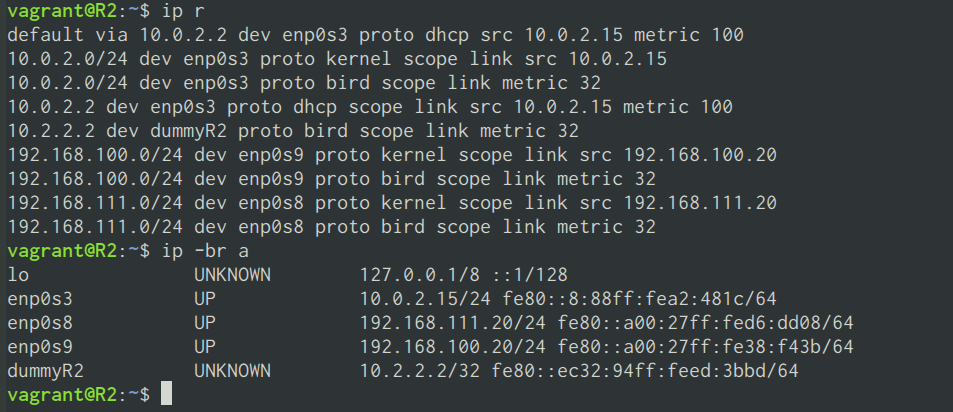 vagrant@R2:~$ ip r
default via 10.0.2.2 dev enp0s3 proto dhcp src 10.0.2.15 metric 100
10.0.2.0/24 dev enp0s3 proto kernel scope link src 10.0.2.15
10.0.2.0/24 dev enp0s3 proto bird scope link metric 32
10.0.2.2 dev enp0s3 proto dhcp scope link src 10.0.2.15 metric 100
10.2.2.2 dev dummyR2 proto bird scope link metric 32
192.168.100.0/24 dev enp0s9 proto kernel scope link src 192.168.100.20
192.168.100.0/24 dev enp0s9 proto bird scope link metric 32
192.168.111.0/24 dev enp0s8 proto kernel scope link src 192.168.111.20
192.168.111.0/24 dev enp0s8 proto bird scope link metric 32
vagrant@R2:~$ ip -br a
lo               UNKNOWN        127.0.0.1/8 ::1/128
enp0s3           UP             10.0.2.15/24 fe80::8:88ff:fea2:481c/64
enp0s8           UP             192.168.111.20/24 fe80::a00:27ff:fed6:dd08/64
enp0s9           UP             192.168.100.20/24 fe80::a00:27ff:fe38:f43b/64
dummyR2          UNKNOWN        10.2.2.2/32 fe80::ec32:94ff:feed:3bbd/64
vagrant@R2:~$